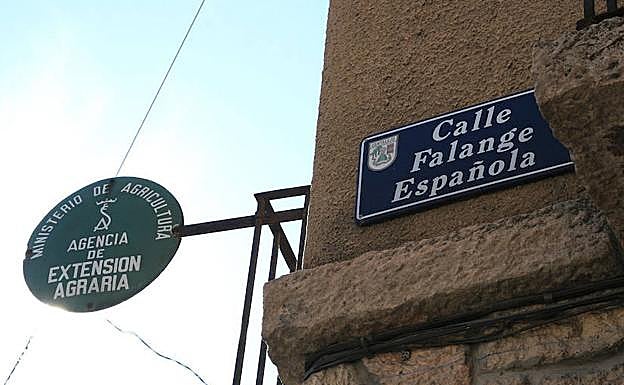 MINISTERIO DE AGRICULTURA
AGENCIA
DE
EXTENSION
AGRARIA
Calle
Falange
Española